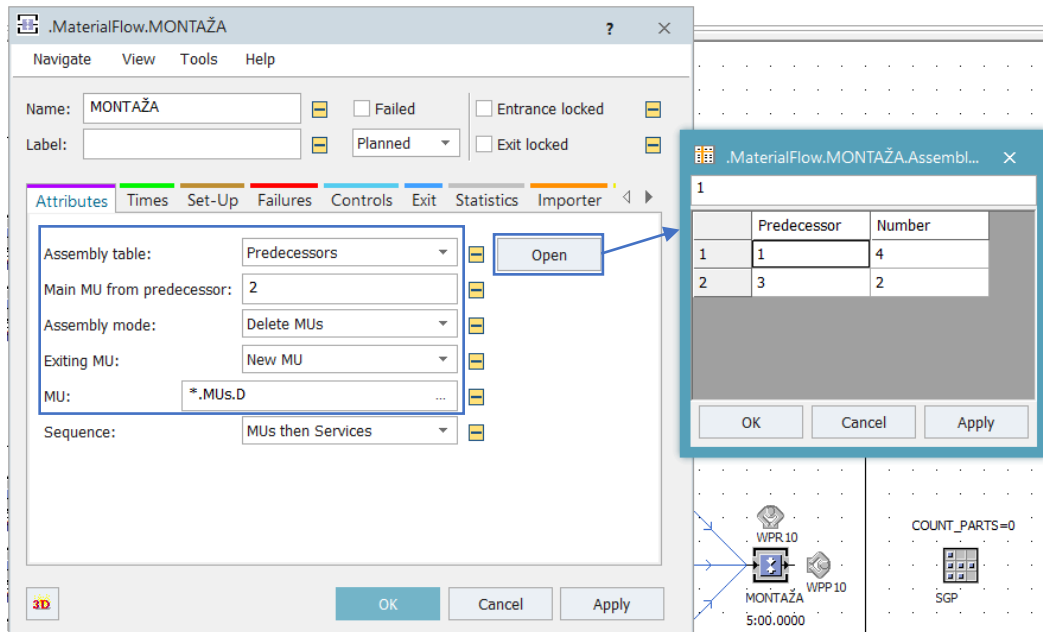 .MaterialFlow.MONTAŽA ? ×
Navigate View Tools Help
Name: MONTAŽA Failed Entrance locked
Label: Planned Exit locked
Attributes Times Set-Up Failures Controls Exit Statistics Importer
Assembly table: Predecessors Open
Main MU from predecessor: 2
Assembly mode: Delete MUs
Exiting MU: New MU
MU: *.MUs.D ...
Sequence: MUs then Services
3D OK Cancel Apply
.MaterialFlow.MONTAŽA.Assembl... ×
1
Predecessor Number
1 1 4
2 3 2
OK Cancel Apply
WPR10
COUNT_PARTS=0
WPP10
MONTAŽA
SGP
5:00.0000